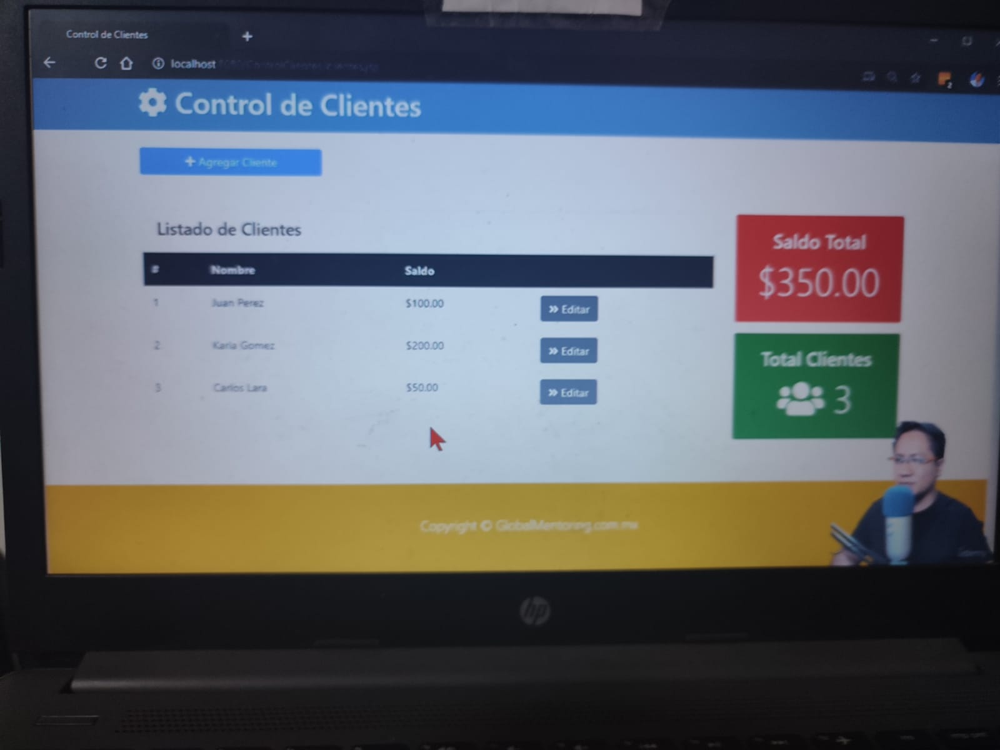 Control de Clientes
localhost
Control de Clientes
Agregar Cliente
Listado de Clientes
# Nombre Saldo
1 Juan Perez $100.00 Editar
2 Karla Gomez $200.00 Editar
3 Carlos Lara $50.00 Editar
Saldo Total
$350.00
Total Clientes
3
Copyright © GlobalMentoring.com.mx
hp